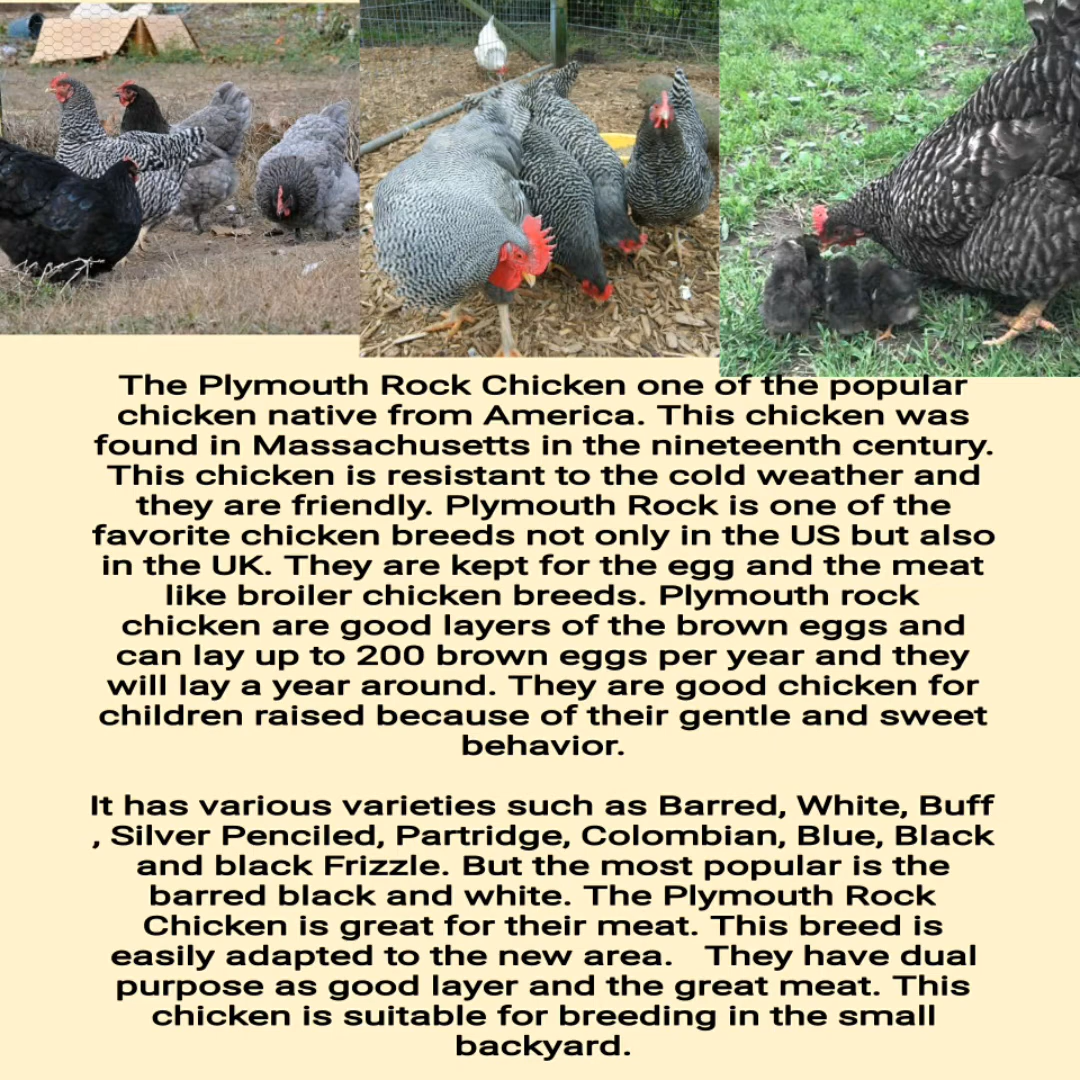 The Plymouth Rock Chicken one of the popular
chicken native from America. This chicken was
found in Massachusetts in the nineteenth century.
This chicken is resistant to the cold weather and
they are friendly. Plymouth Rock is one of the
favorite chicken breeds not only in the US but also
in the UK. They are kept for the egg and the meat
like broiler chicken breeds. Plymouth rock
chicken are good layers of the brown eggs and
can lay up to 200 brown eggs per year and they
will lay a year around. They are good chicken for
children raised because of their gentle and sweet
behavior.
It has various varieties such as Barred, White, Buff
, Silver Penciled, Partridge, Colombian, Blue, Black
and black Frizzle. But the most popular is the
barred black and white. The Plymouth Rock
Chicken is great for their meat. This breed is
easily adapted to the new area.   They have dual
purpose as good layer and the great meat. This
chicken is suitable for breeding in the small
backyard.